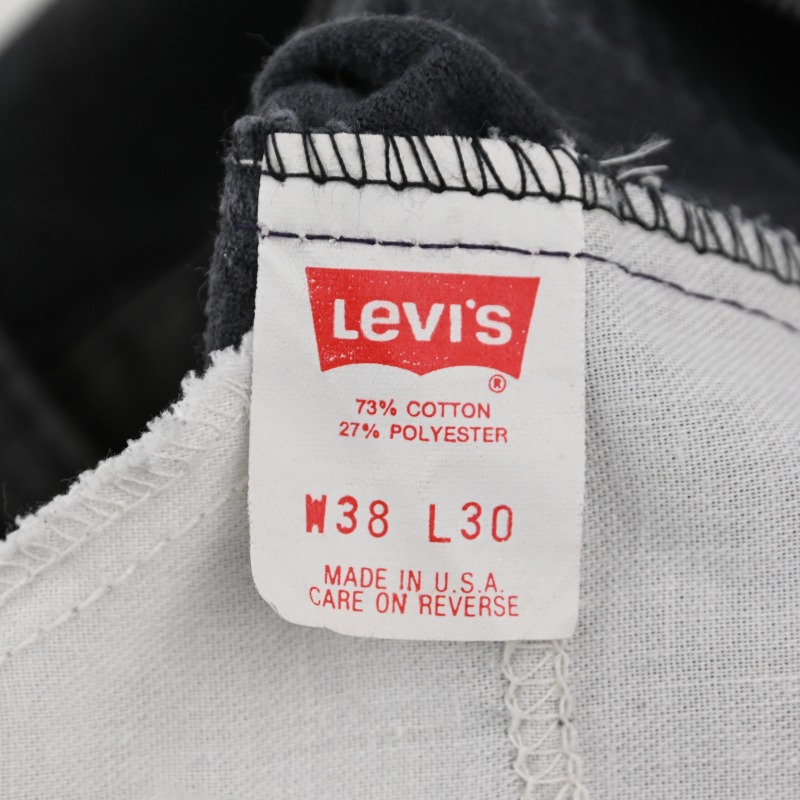 Levi's
®
73% COTTON
27% POLYESTER
W38 L30
MADE IN U.S.A.
CARE ON REVERSE